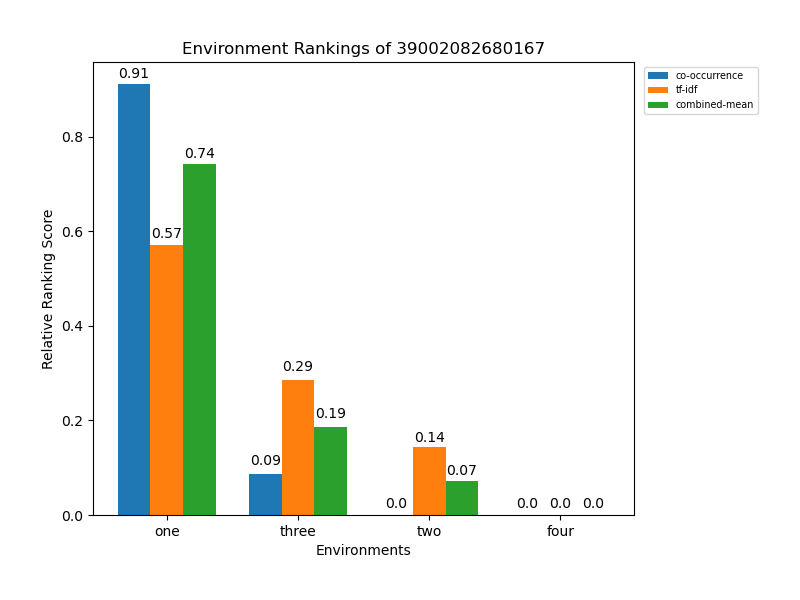 Environment Rankings of 39002082680167
co-occurrence
tf-idf
combined-mean
Relative Ranking Score
0.8
0.6
0.4
0.2
0.0
0.91
0.57
0.74
0.09
0.29
0.19
0.0
0.14
0.07
0.0
0.0
0.0
one
three
two
four
Environments